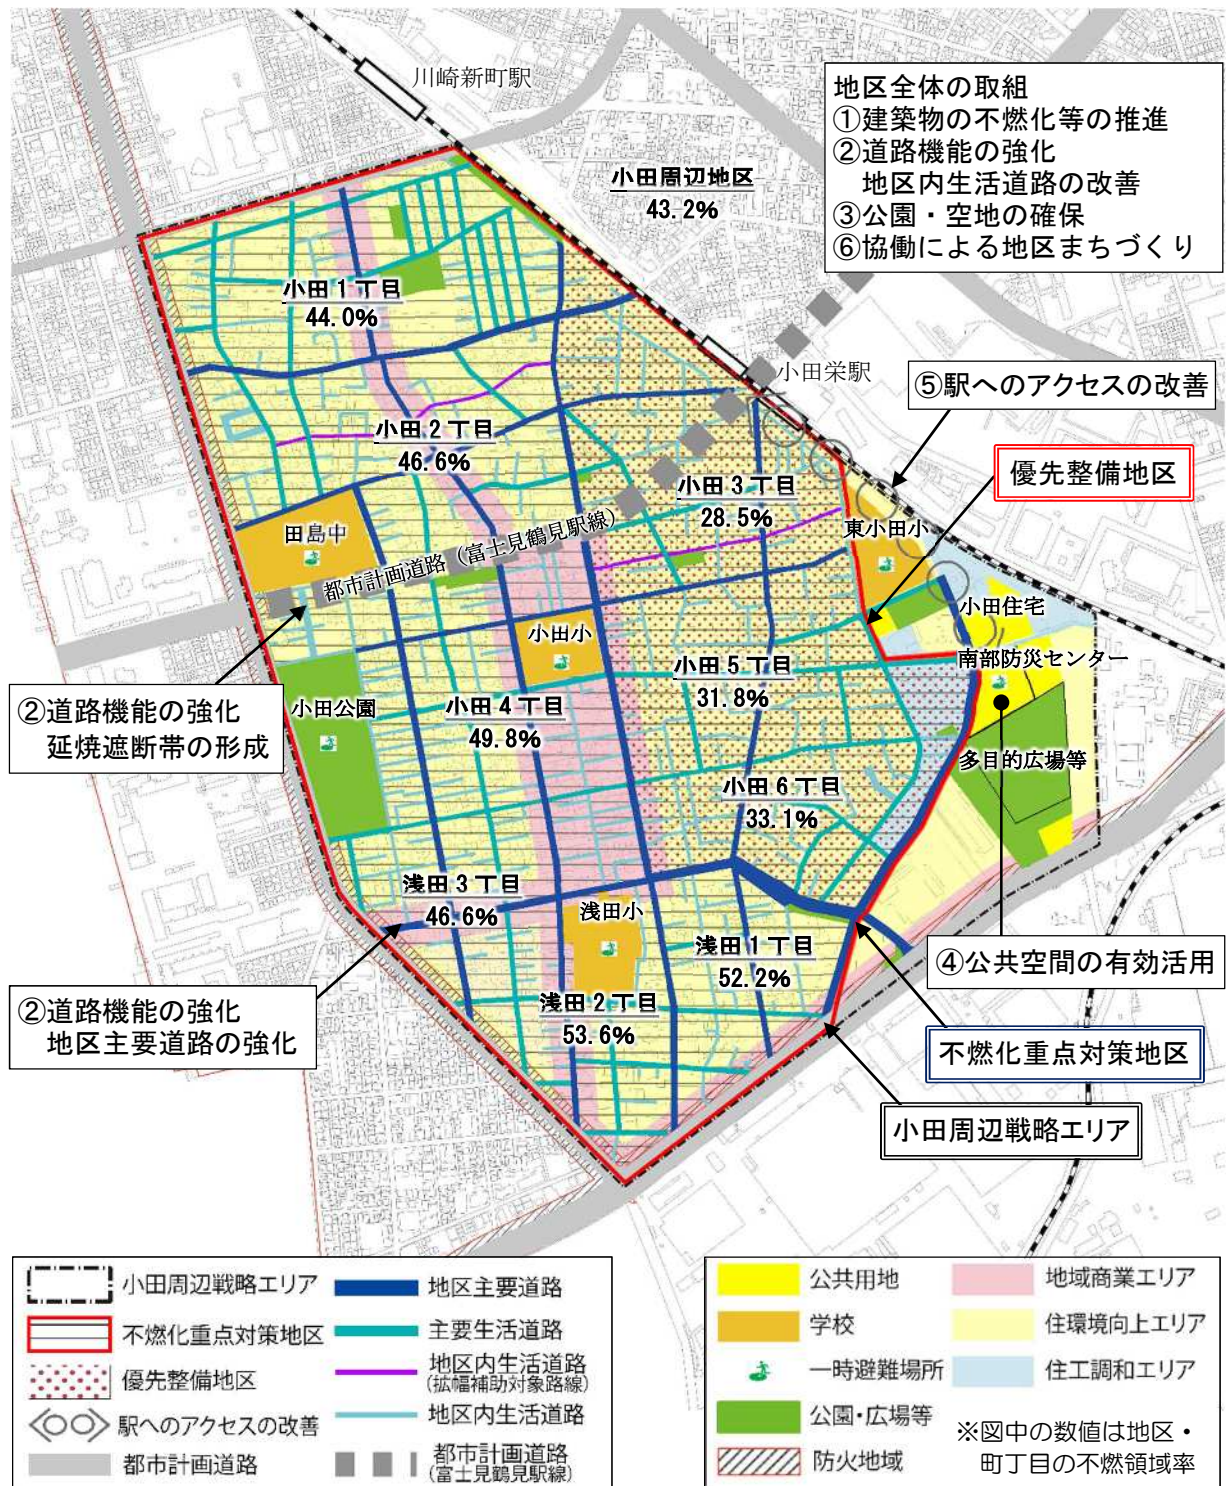 川崎新町駅
地区全体の取組
①建築物の不燃化等の推進
②道路機能の強化
地区内生活道路の改善
③公園・空地の確保
⑥協働による地区まちづくり
小田周辺地区
43.2%
小田1丁目
44.0%
小田栄駅
⑤駅へのアクセスの改善
小田2丁目
46.6%
優先整備地区
小田3丁目
28.5%
東小田小
田島中
都市計画道路（富士見鶴見駅線）
小田住宅
小田小
南部防災センター
小田5丁目
31.8%
②道路機能の強化
延焼遮断帯の形成
小田公園
小田4丁目
49.8%
多目的広場等
小田6丁目
33.1%
浅田3丁目
46.6%
浅田小
浅田1丁目
52.2%
④公共空間の有効活用
②道路機能の強化
地区主要道路の強化
浅田2丁目
53.6%
不燃化重点対策地区
小田周辺戦略エリア
小田周辺戦略エリア
不燃化重点対策地区
優先整備地区
駅へのアクセスの改善
都市計画道路
地区主要道路
主要生活道路
地区内生活道路
(拡幅補助対象路線)
地区内生活道路
都市計画道路
(富士見鶴見駅線)
公共用地
学校
一時避難場所
公園・広場等
防火地域
地域商業エリア
住環境向上エリア
住工調和エリア
※図中の数値は地区・
町丁目の不燃領域率